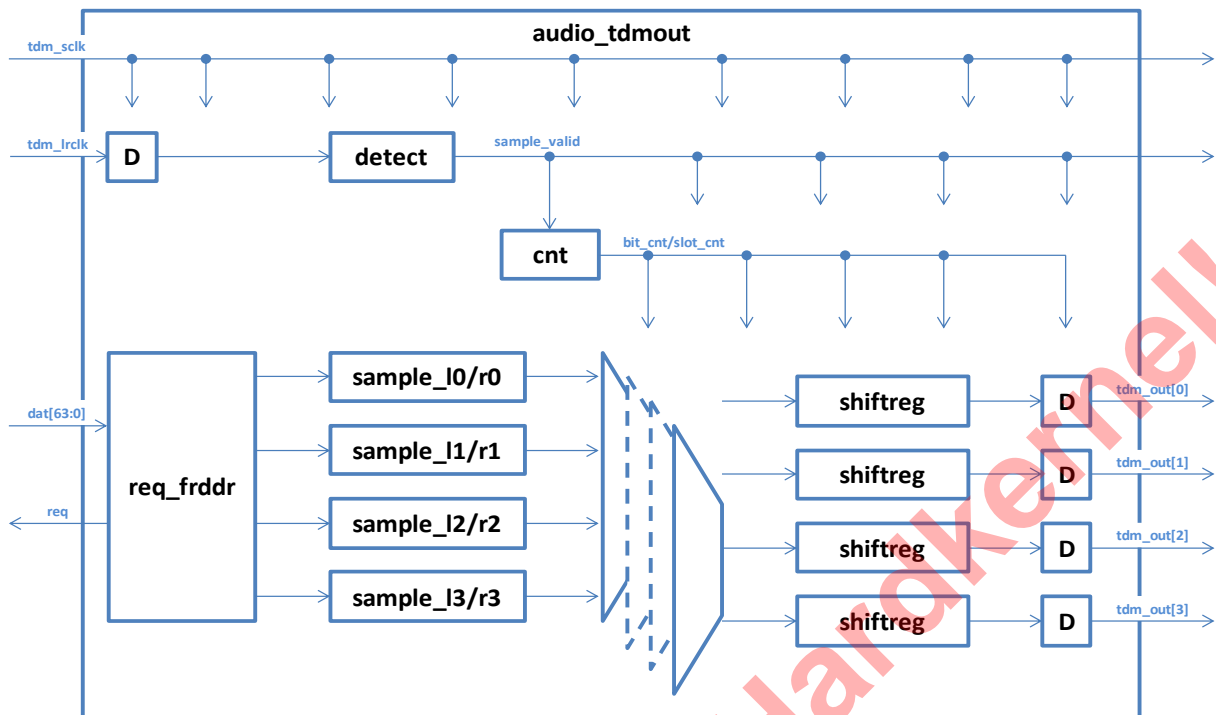 audio_tdmout
tdm_sclk
tdm_lrclk
D
detect
sample_valid
cnt
bit_cnt/slot_cnt
dat[63:0]
req
req_frddr
sample_l0/r0
sample_l1/r1
sample_l2/r2
sample_l3/r3
shiftreg
D
tdm_out[0]
shiftreg
D
tdm_out[1]
shiftreg
D
tdm_out[2]
shiftreg
D
tdm_out[3]